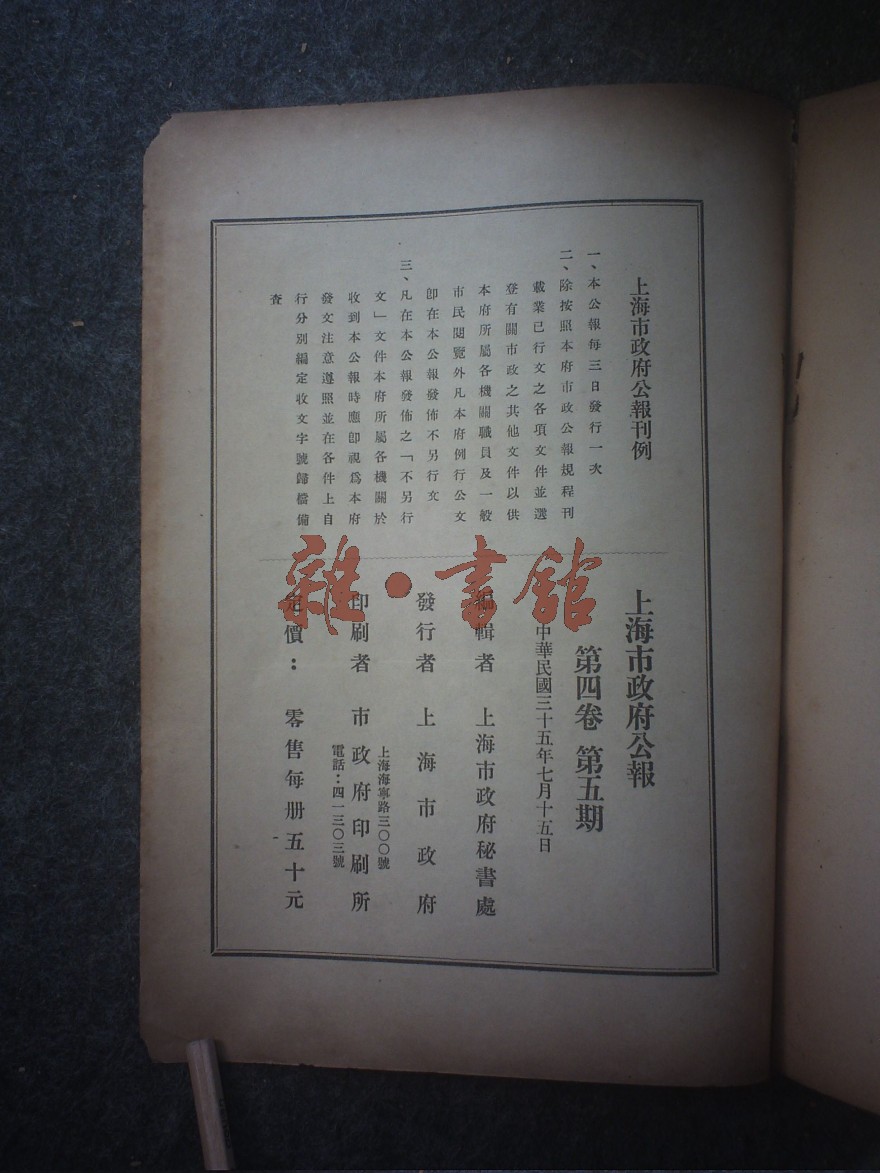 上海市政府公報刊例
一、本公報每三日發行一次
二、除按照本府市政公報規程刊
載業已行文之各項文件並選
登有關市政之其他文件以供
本府所屬各機關職員及一般
市民閱覽外凡本府例行公文
卽在本公報發佈不另行文
三、凡在本公報發佈之「不另行
文」文件本府所屬各機關於
收到本公報時應卽視爲本府
發文注意遵照並在各件上自
行分別編定收文字號歸檔備
查
上海市政府公報
第四卷 第五期
中華民國三十五年七月十五日
編輯者 上海市政府秘書處
發行者 上海市政府
印刷者 市政府印刷所
上海海寧路三〇〇號
電話：四一三〇三號
定價： 零售每册五十元
雜·書館